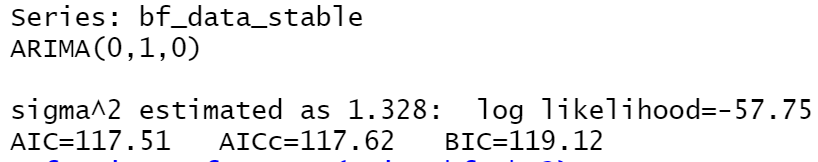 Series: bf_data_stable
ARIMA(0,1,0)
sigma^2 estimated as 1.328:  log likelihood=-57.75
AIC=117.51   AICc=117.62   BIC=119.12